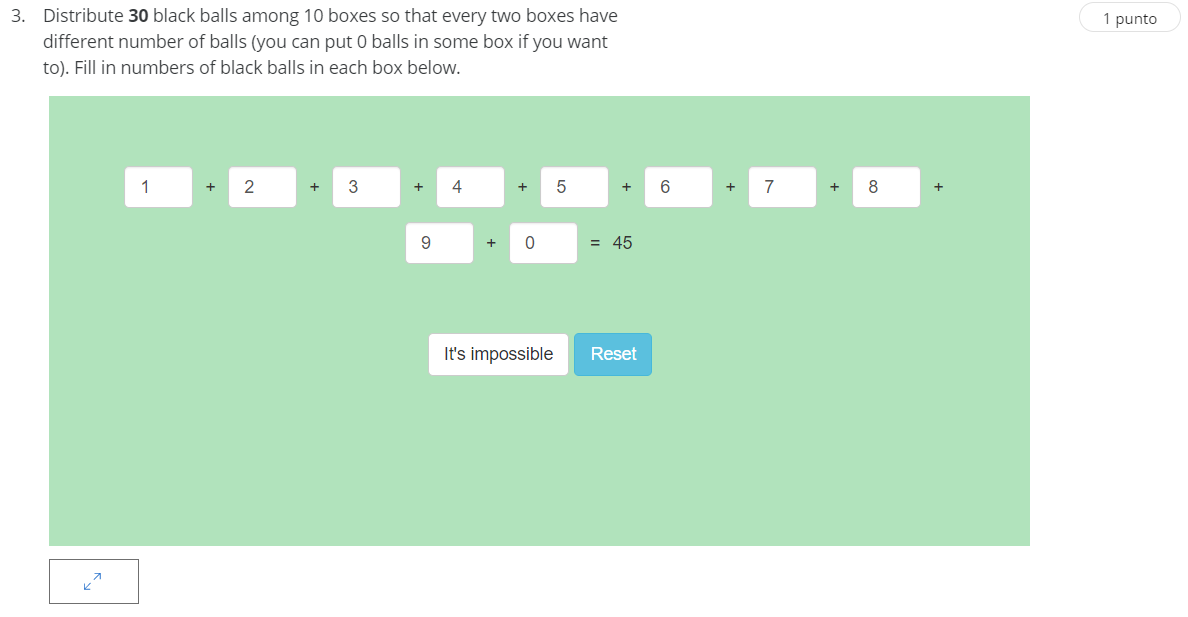 3. Distribute 30 black balls among 10 boxes so that every two boxes have
1 punto
different number of balls (you can put 0 balls in some box if you want
to). Fill in numbers of black balls in each box below.
1 + 2 + 3 + 4 + 5 + 6 + 7 + 8 +
9 + 0 = 45
It's impossible Reset